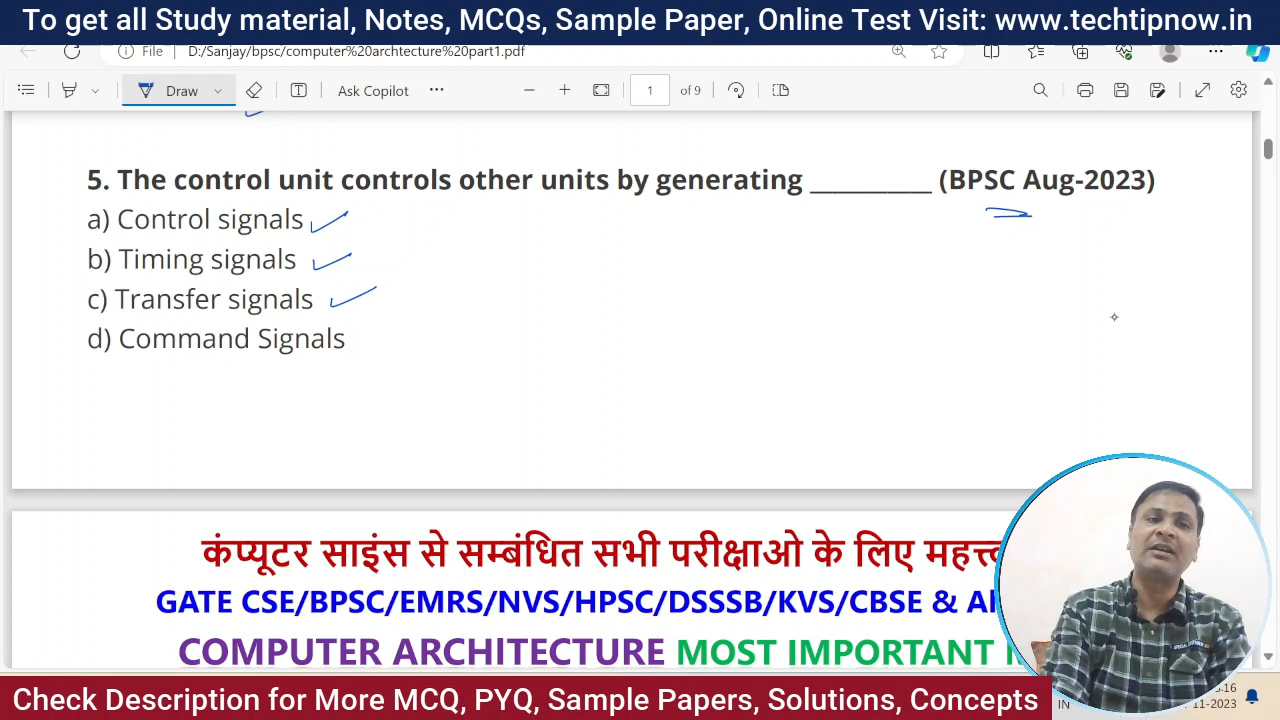 To get all Study material, Notes, MCQs, Sample Paper, Online Test Visit: www.techtipnow.in
File D:/Sanjay/bpsc/computer%20archtecture%20part1.pdf
Draw Ask Copilot 1 of 9
5. The control unit controls other units by generating __________ (BPSC Aug-2023)
a) Control signals
b) Timing signals
c) Transfer signals
d) Command Signals
कंप्यूटर साइंस से सम्बंधित सभी परीक्षाओ के लिए
GATE CSE/BPSC/EMRS/NVS/HPSC/DSSSB/KVS/CBSE &
COMPUTER ARCHITECTURE MOST IMPORTANT
Check Description for More MCQ, PYQ, Sample Papers, Solutions, Concepts
IN 11-2023